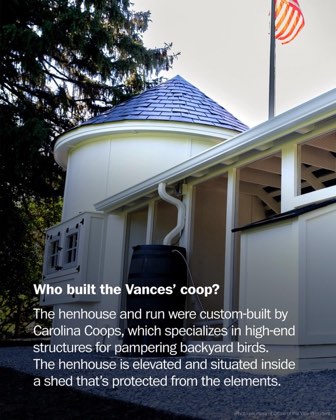 Who built the Vances’ coop?
The henhouse and run were custom-built by
Carolina Coops, which specializes in high-end
structures for pampering backyard birds.
The henhouse is elevated and situated inside
a shed that’s protected from the elements.